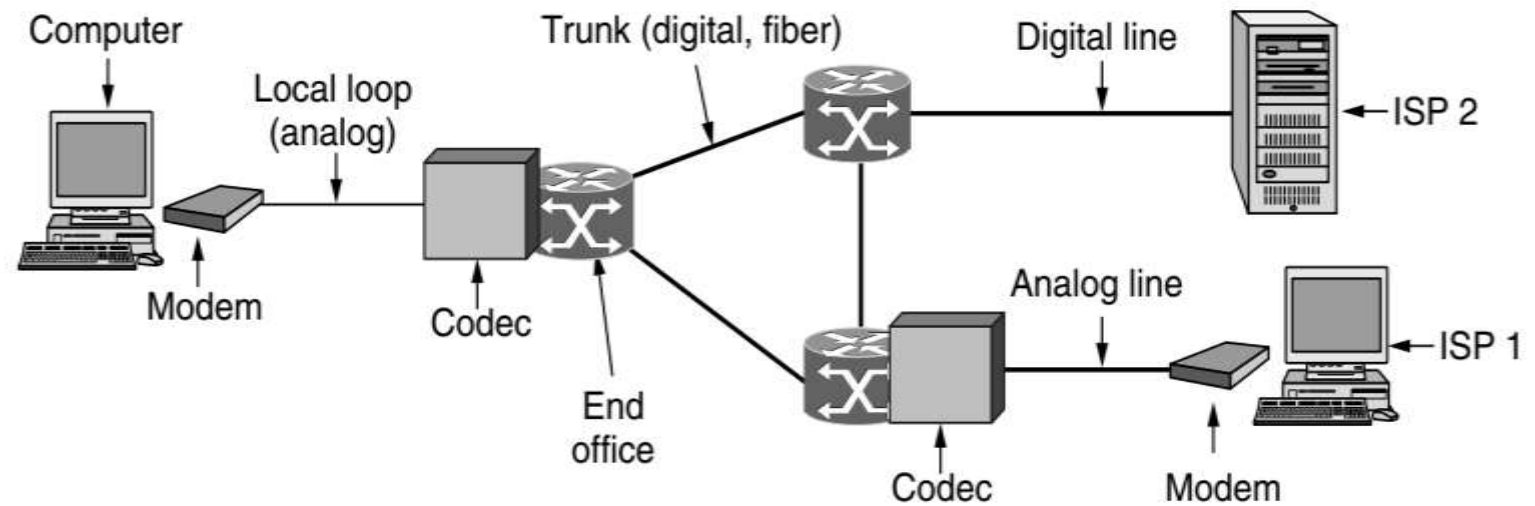 Computer
Trunk (digital, fiber)
Digital line
Local loop
(analog)
ISP 2
Modem
Codec
Analog line
ISP 1
End
office
Codec
Modem